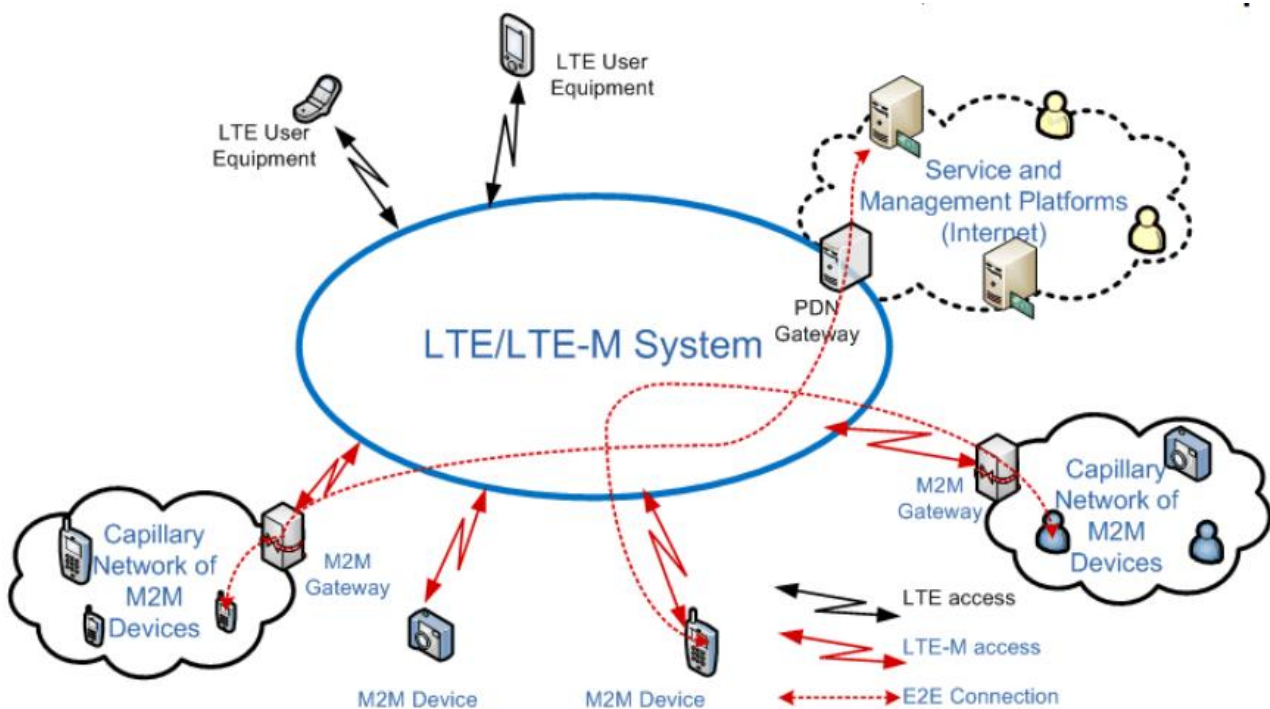 LTE User
Equipment
LTE User
Equipment
Service and
Management Platforms
(Internet)
PDN
Gateway
LTE/LTE-M System
M2M
Gateway
Capillary
Network of
M2M
Devices
Capillary
Network of
M2M
Devices
M2M
Gateway
M2M Device
M2M Device
LTE access
LTE-M access
E2E Connection